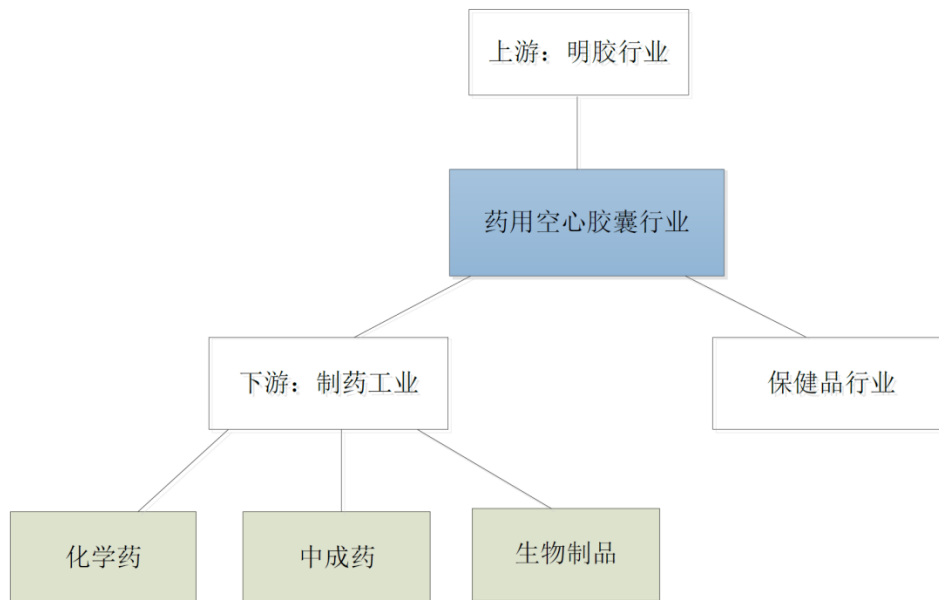 上游：明胶行业
药用空心胶囊行业
下游：制药工业
保健品行业
化学药
中成药
生物制品